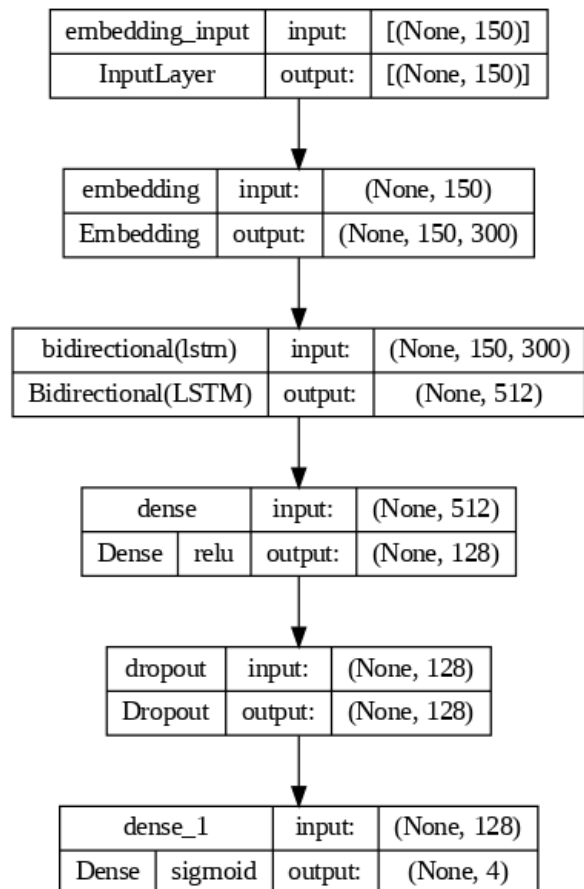 embedding_input input: [(None, 150)]
InputLayer output: [(None, 150)]
embedding input: (None, 150)
Embedding output: (None, 150, 300)
bidirectional(lstm) input: (None, 150, 300)
Bidirectional(LSTM) output: (None, 512)
dense input: (None, 512)
Dense relu output: (None, 128)
dropout input: (None, 128)
Dropout output: (None, 128)
dense_1 input: (None, 128)
Dense sigmoid output: (None, 4)